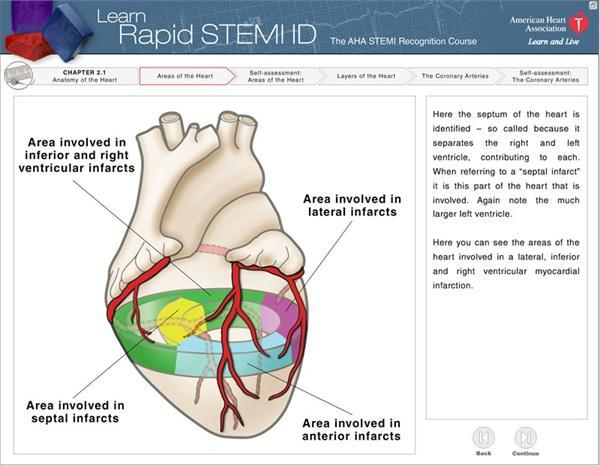 Learn
Rapid STEMI ID
The AHA STEMI Recognition Course
American Heart
Association
Learn and Live
CHAPTER 2.1
Anatomy of the Heart
Areas of the Heart
Self-assessment:
Areas of the Heart
Layers of the Heart
The Coronary Arteries
Self-assessment:
The Coronary Arteries
Area involved in
inferior and right
ventricular infarcts
Area involved in
lateral infarcts
Area involved in
septal infarcts
Area involved in
anterior infarcts
Here the septum of the heart is
identified – so called because it
separates the right and left
ventricle, contributing to each.
When referring to a “septal infarct”
it is this part of the heart that is
involved. Again note the much
larger left ventricle.
Here you can see the areas of the
heart involved in a lateral, inferior
and right ventricular myocardial
infarction.
Back
Continue